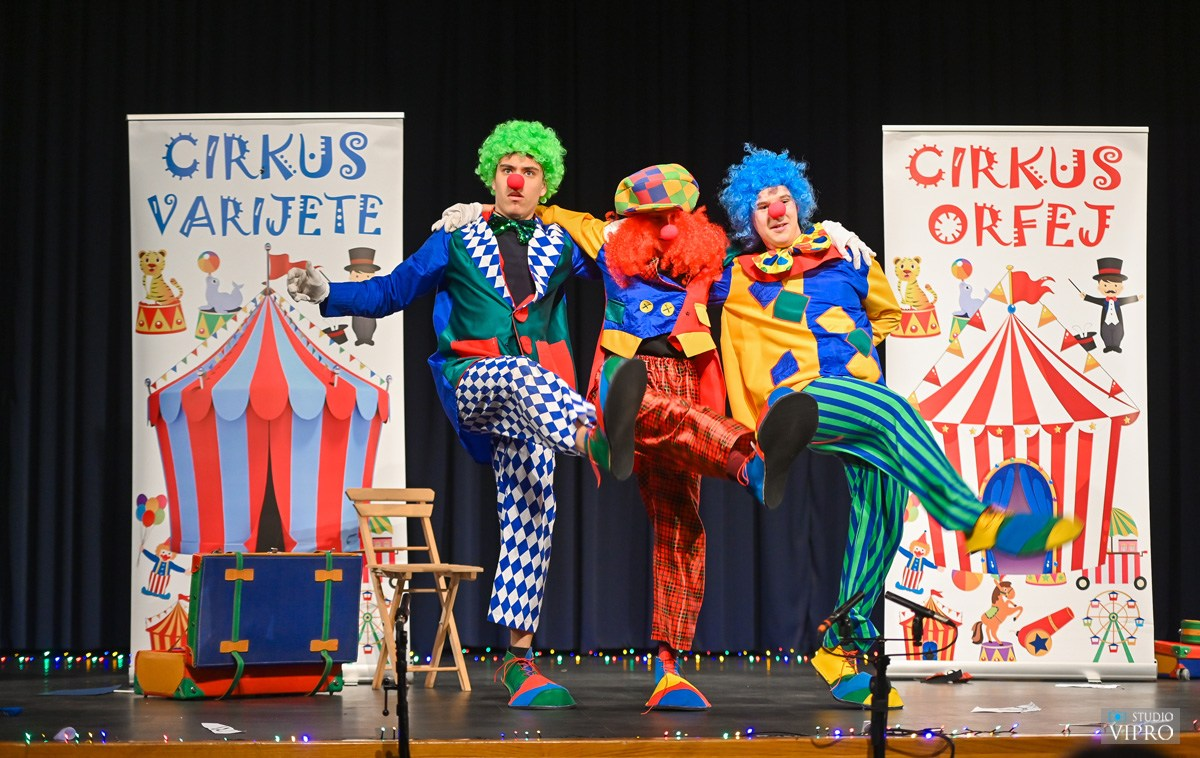 CIRKUS
VARIJETE
CIRKUS
ORFEJ
STUDIO
VIPRO